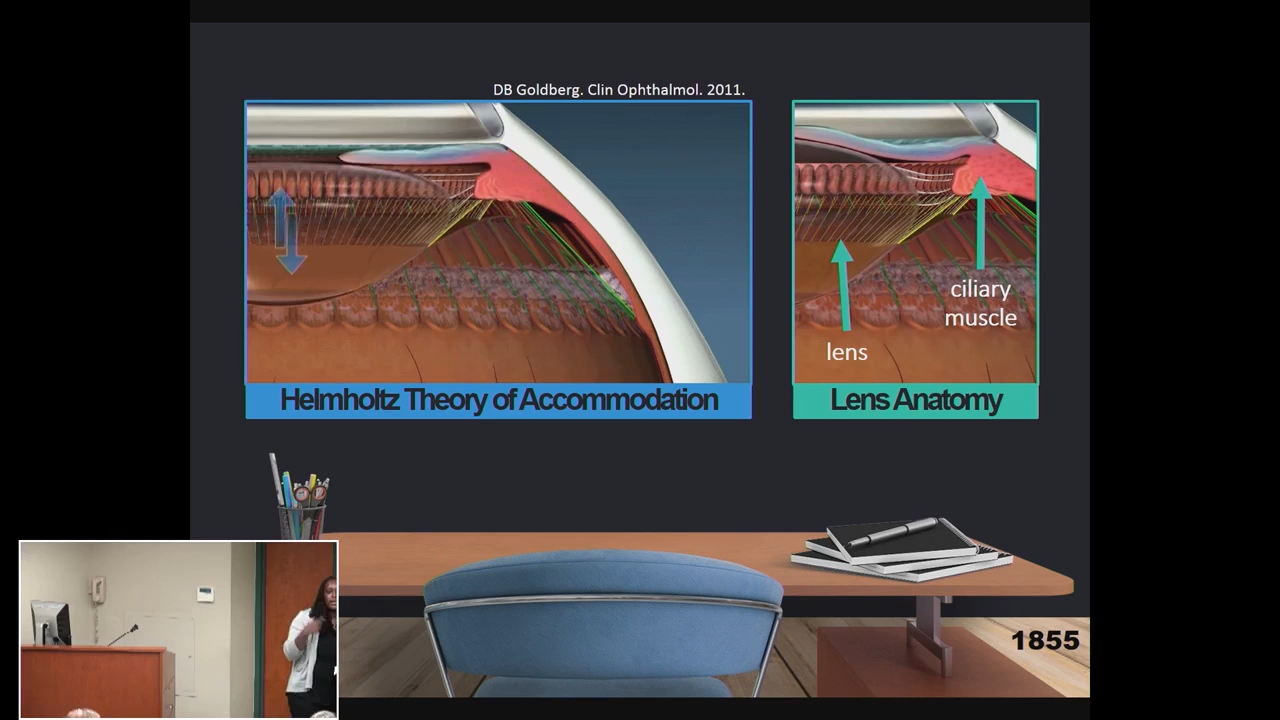 DB Goldberg. Clin Ophthalmol. 2011.
lens
ciliary
muscle
Helmholtz Theory of Accommodation
Lens Anatomy
1855